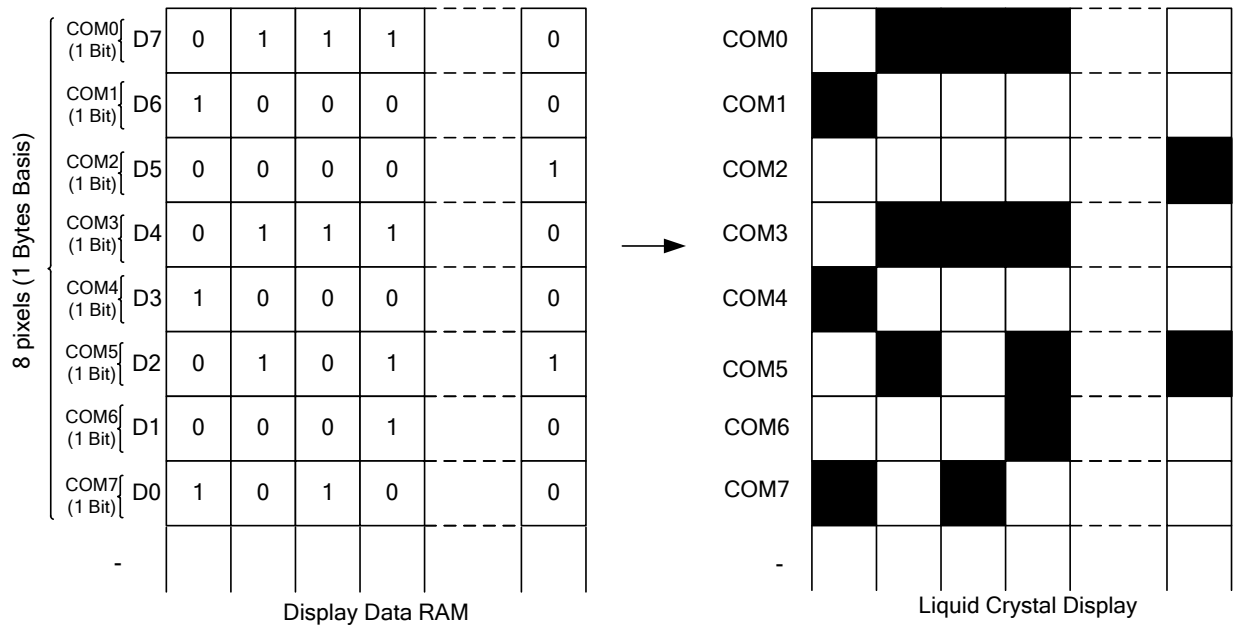 8 pixels (1 Bytes Basis)
COM0 (1 Bit) D7 0 1 1 1 0
COM1 (1 Bit) D6 1 0 0 0 0
COM2 (1 Bit) D5 0 0 0 0 1
COM3 (1 Bit) D4 0 1 1 1 0
COM4 (1 Bit) D3 1 0 0 0 0
COM5 (1 Bit) D2 0 1 0 1 1
COM6 (1 Bit) D1 0 0 0 1 0
COM7 (1 Bit) D0 1 0 1 0 0
-
Display Data RAM
COM0
COM1
COM2
COM3
COM4
COM5
COM6
COM7
-
Liquid Crystal Display